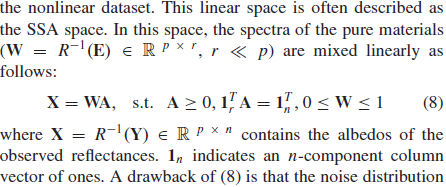 the nonlinear dataset. This linear space is often described as
the SSA space. In this space, the spectra of the pure materials
(W = R⁻¹(E) ∈ ℝ ᵖ ˣ ʳ, r ≪ p) are mixed linearly as
follows:
X = WA, s.t. A ≥ 0, 1ᵣᵀA = 1ₙᵀ, 0 ≤ W ≤ 1 (8)
where X = R⁻¹(Y) ∈ ℝ ᵖ ˣ ⁿ contains the albedos of the
observed reflectances. 1ₙ indicates an n-component column
vector of ones. A drawback of (8) is that the noise distribution